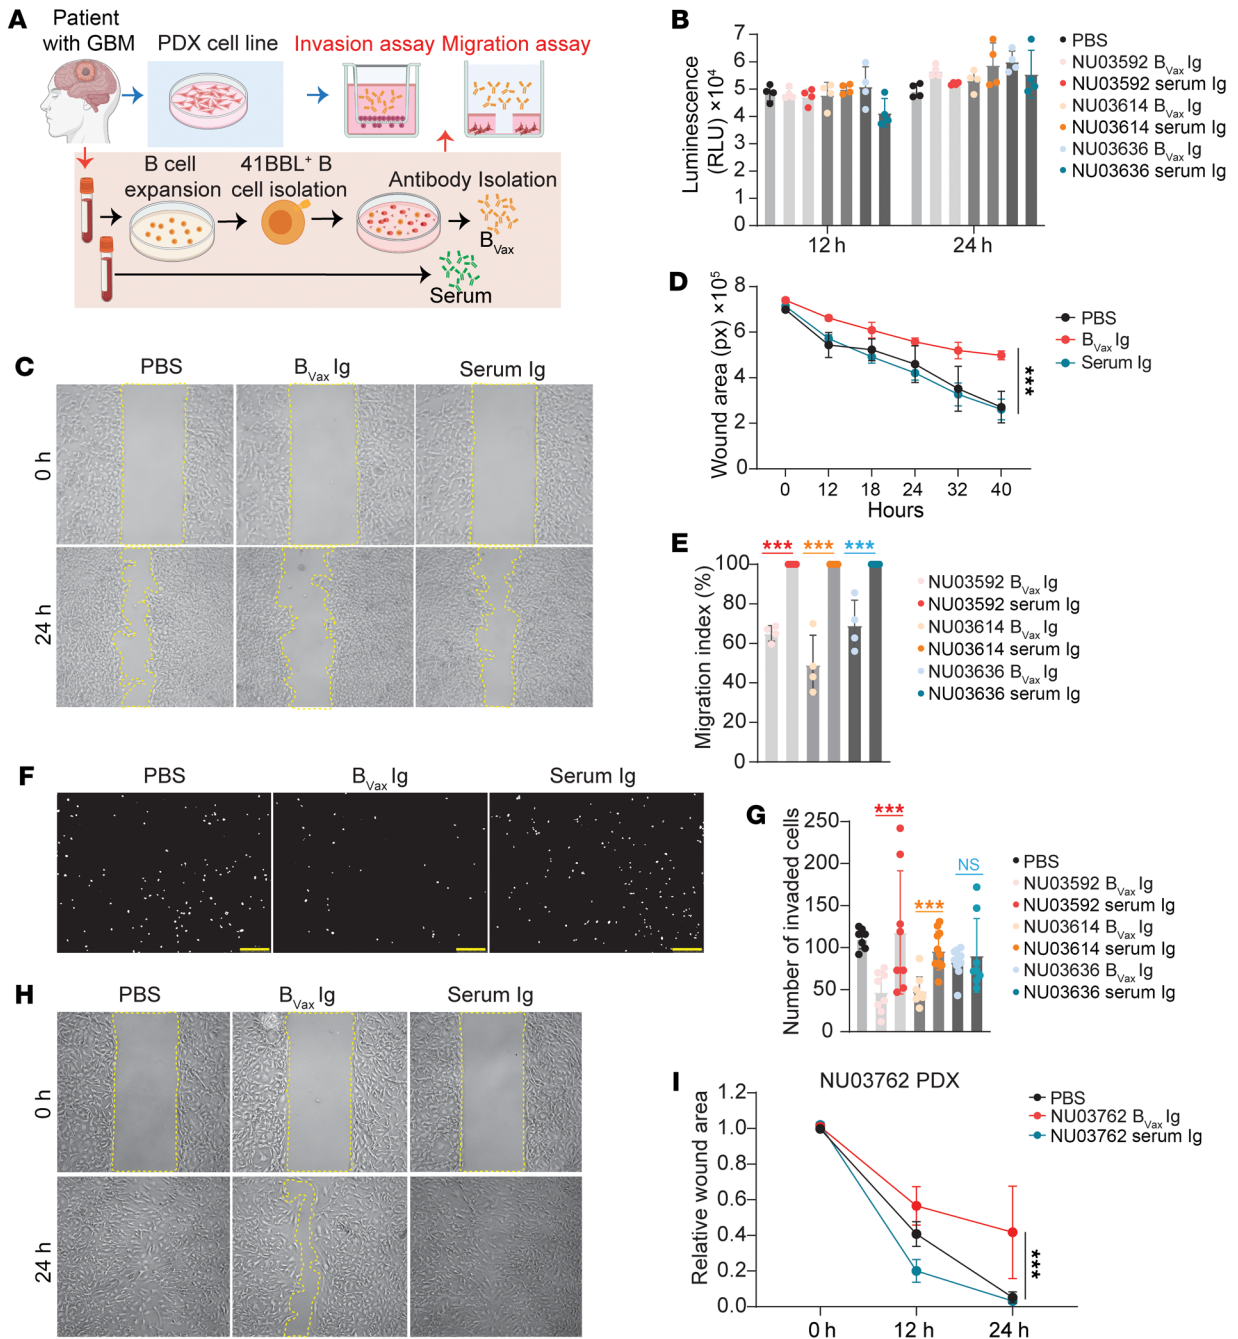 A
Patient
with GBM
PDX cell line
Invasion assay
Migration assay
B cell
expansion
41BBL+ B
cell isolation
Antibody Isolation
BVax
Serum
B
Luminescence
(RLU) ×10⁴
7
6
5
4
3
2
1
0
12 h
24 h
PBS
NU03592 BVax Ig
NU03592 serum Ig
NU03614 BVax Ig
NU03614 serum Ig
NU03636 BVax Ig
NU03636 serum Ig
C
PBS
BVax Ig
Serum Ig
0 h
24 h
D
Wound area (px) ×10⁵
8
6
4
2
0
0
12
18
24
32
40
Hours
PBS
BVax Ig
Serum Ig
***
E
Migration index (%)
100
80
60
40
20
0
***
***
***
NU03592 BVax Ig
NU03592 serum Ig
NU03614 BVax Ig
NU03614 serum Ig
NU03636 BVax Ig
NU03636 serum Ig
F
PBS
BVax Ig
Serum Ig
G
Number of invaded cells
250
200
150
100
50
0
***
***
NS
PBS
NU03592 BVax Ig
NU03592 serum Ig
NU03614 BVax Ig
NU03614 serum Ig
NU03636 BVax Ig
NU03636 serum Ig
H
PBS
BVax Ig
Serum Ig
0 h
24 h
I
NU03762 PDX
Relative wound area
1.2
1.0
0.8
0.6
0.4
0.2
0.0
0 h
12 h
24 h
PBS
NU03762 BVax Ig
NU03762 serum Ig
***